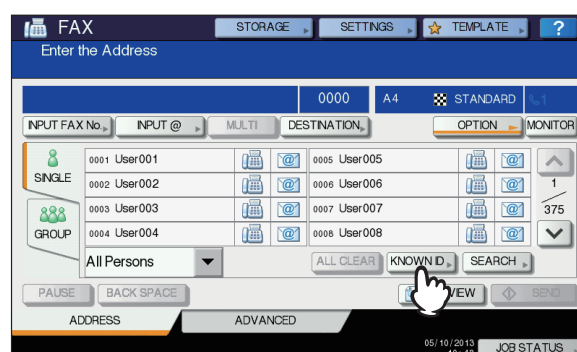 FAX STORAGE SETTINGS TEMPLATE ?
Enter the Address
0000 A4 STANDARD 1
INPUT FAX No. INPUT @ MULTI DESTINATION OPTION MONITOR
SINGLE
0001 User001 0005 User005
0002 User002 0006 User006
1
0003 User003 0007 User007
375
GROUP
0004 User004 0008 User008
All Persons ALL CLEAR KNOWN ID SEARCH
PAUSE BACK SPACE SEND
ADDRESS ADVANCED
05/10/2013
JOB STATUS